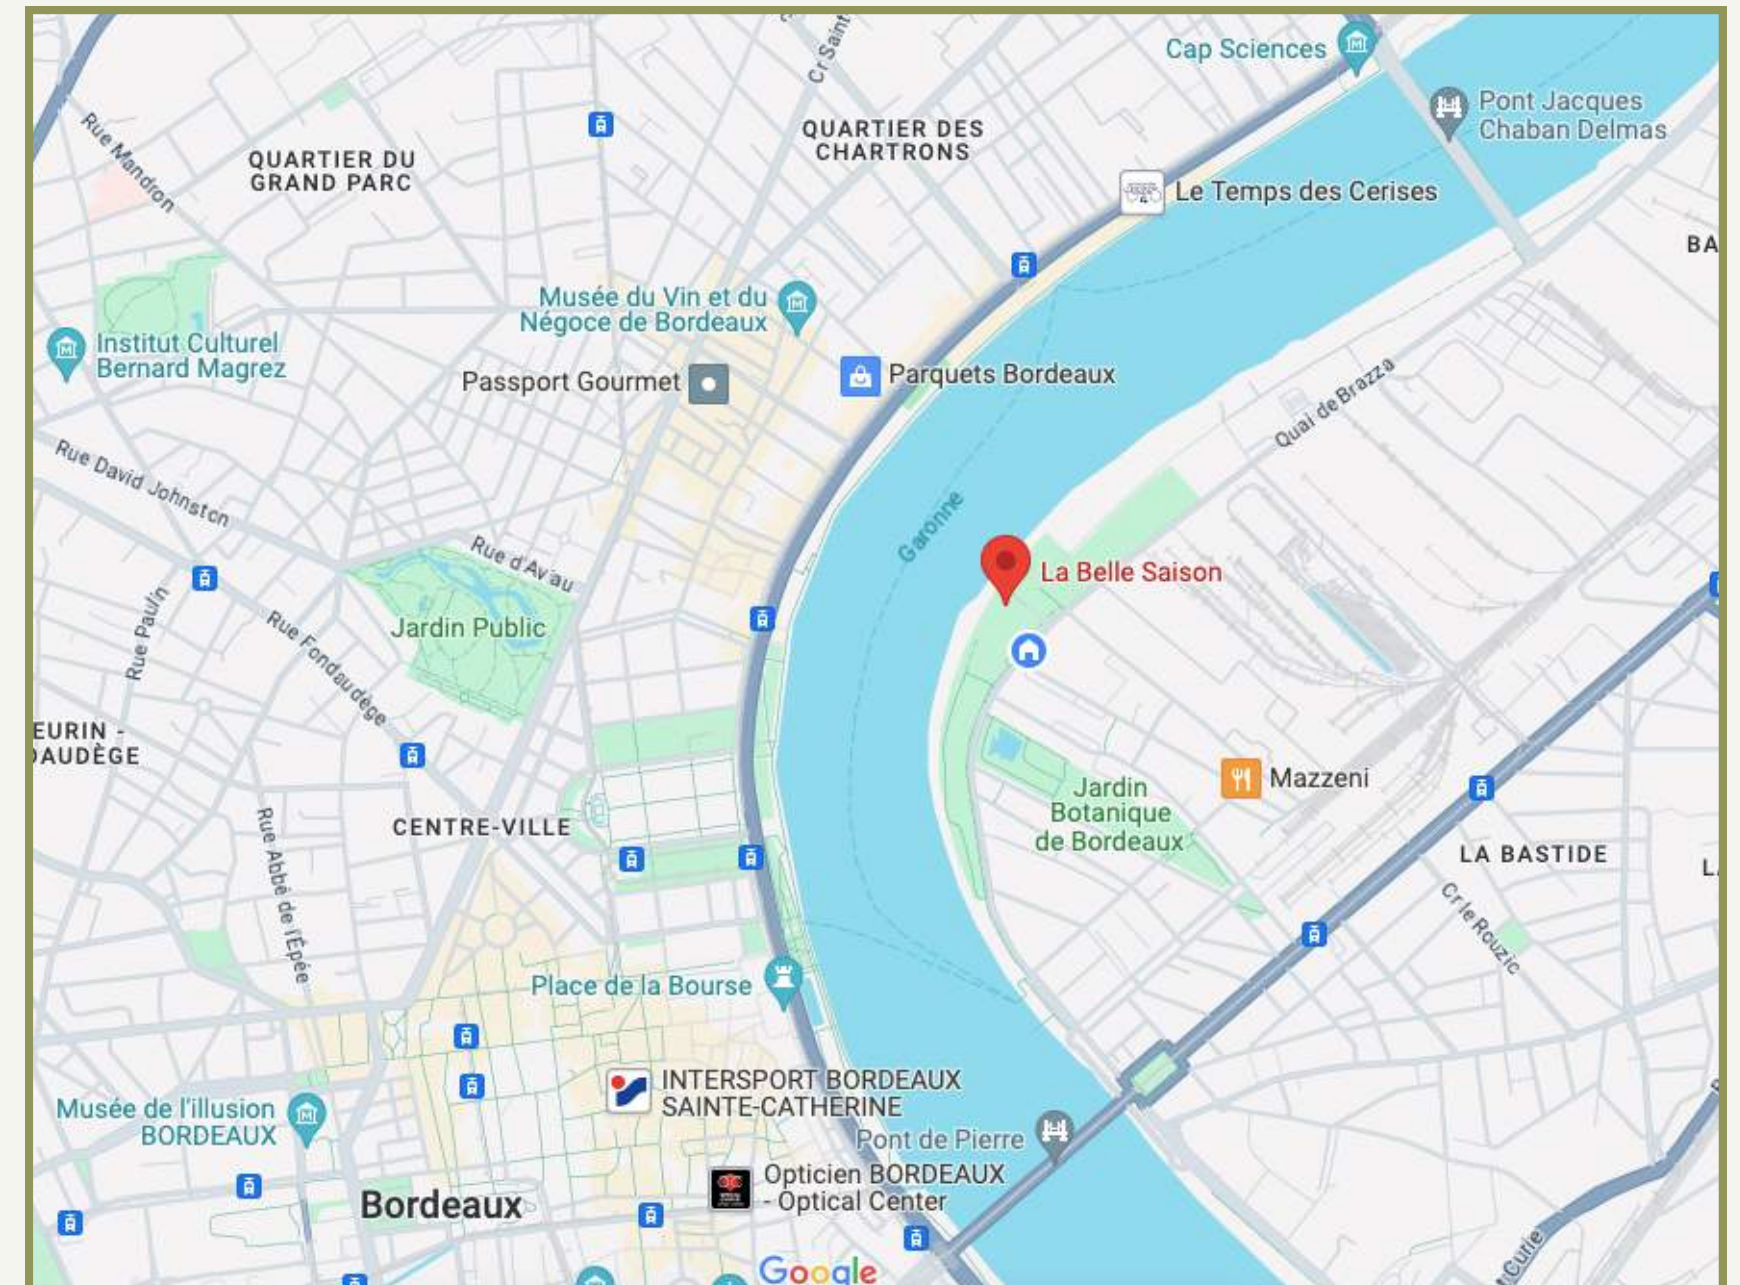 Cap Sciences
Cr Saint
Pont Jacques
Chaban Delmas
Rue Mandron
QUARTIER DES
CHARTRONS
QUARTIER DU
GRAND PARC
Le Temps des Cerises
BA
Musée du Vin et du
Négoce de Bordeaux
Institut Culturel
Bernard Magrez
Passport Gourmet
Parquets Bordeaux
Quai de Brazza
Rue David Johnston
Garonne
Rue d'Av au
La Belle Saison
Jardin Public
Rue Paulin
Rue Fondaudège
EURIN -
DAUDÈGE
Mazzeni
Jardin
Botanique
de Bordeaux
CENTRE-VILLE
LA BASTIDE
L
Rue Abbé de l'Épée
Cr le Rouzic
Place de la Bourse
INTERSPORT BORDEAUX
SAINTE-CATHERINE
Musée de l'illusion
BORDEAUX
Pont de Pierre
Opticien BORDEAUX
- Optical Center
Bordeaux
Curie
Google